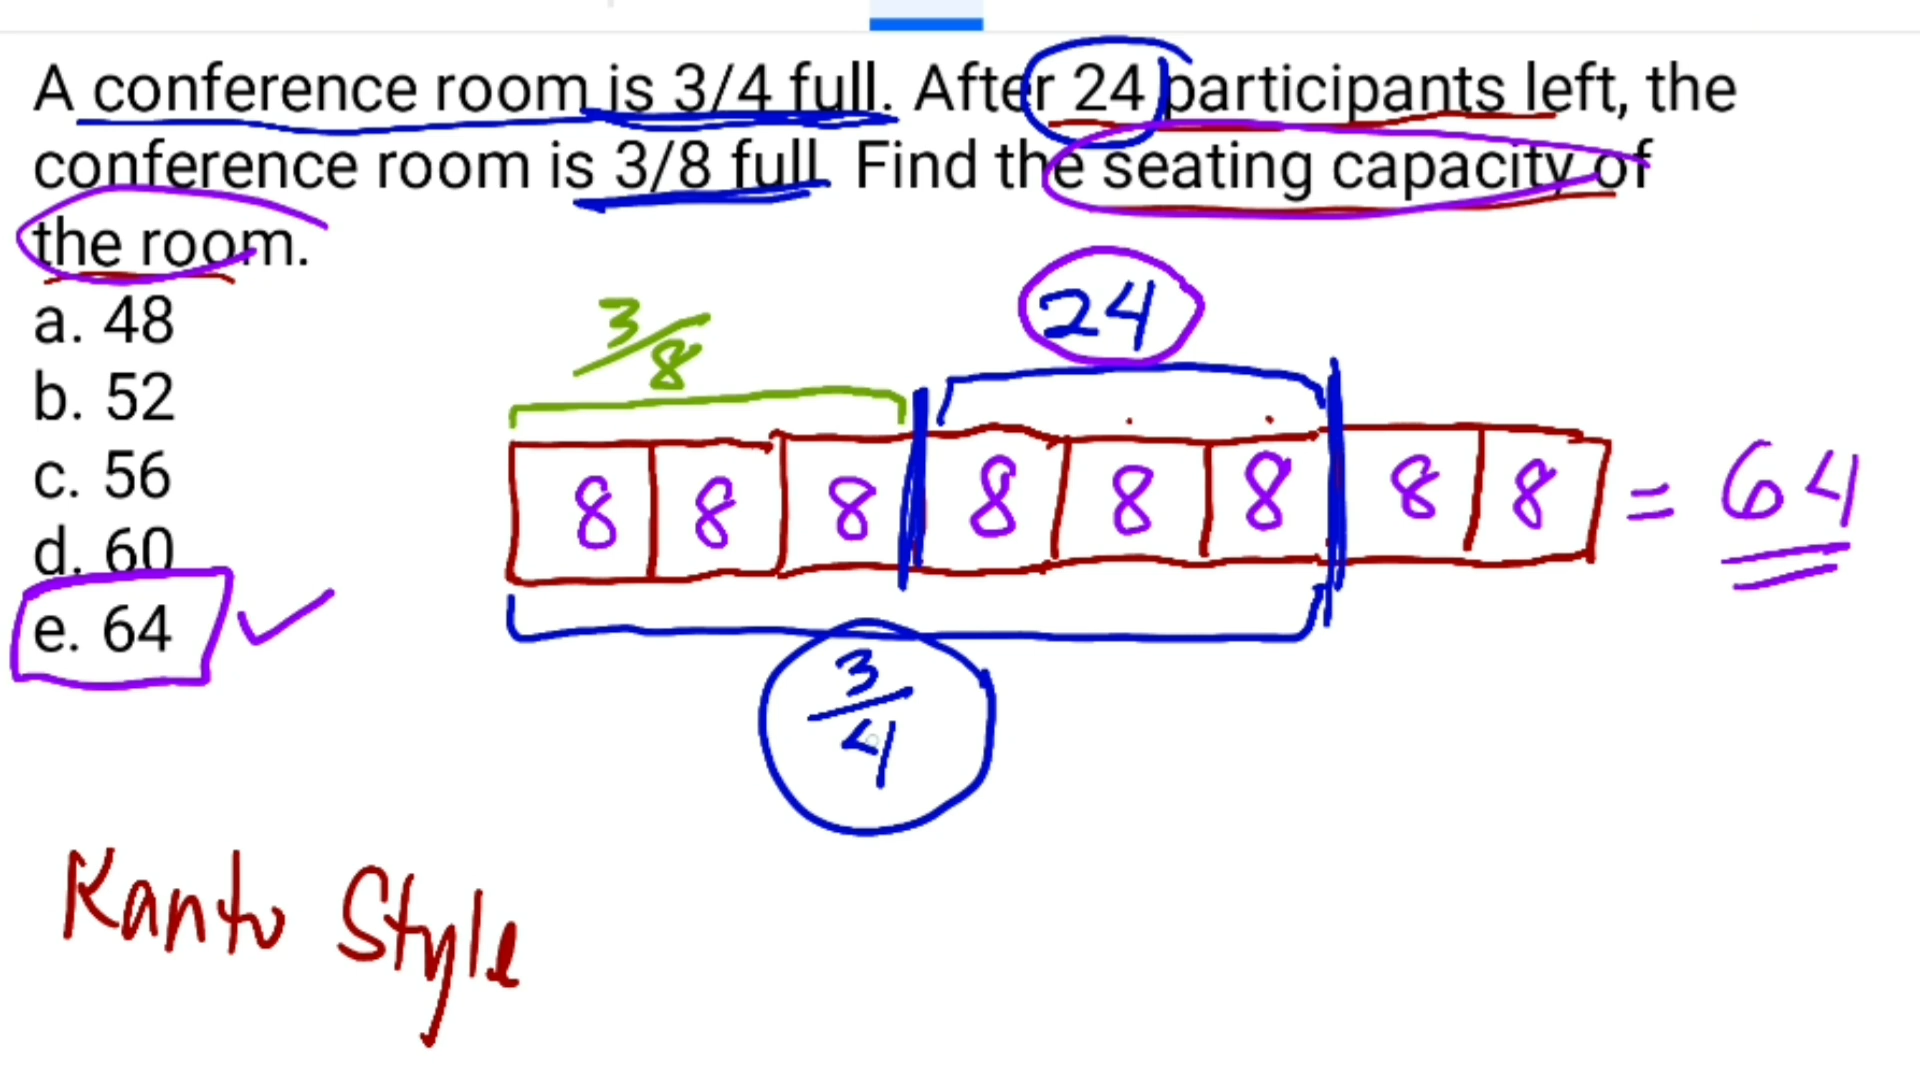 A conference room is 3/4 full. After 24 participants left, the
conference room is 3/8 full. Find the seating capacity of
the room.
a. 48
b. 52
c. 56
d. 60
e. 64
3/8
24
8 8 8 8 8 8 8 8 = 64
3/4
Kanto Style